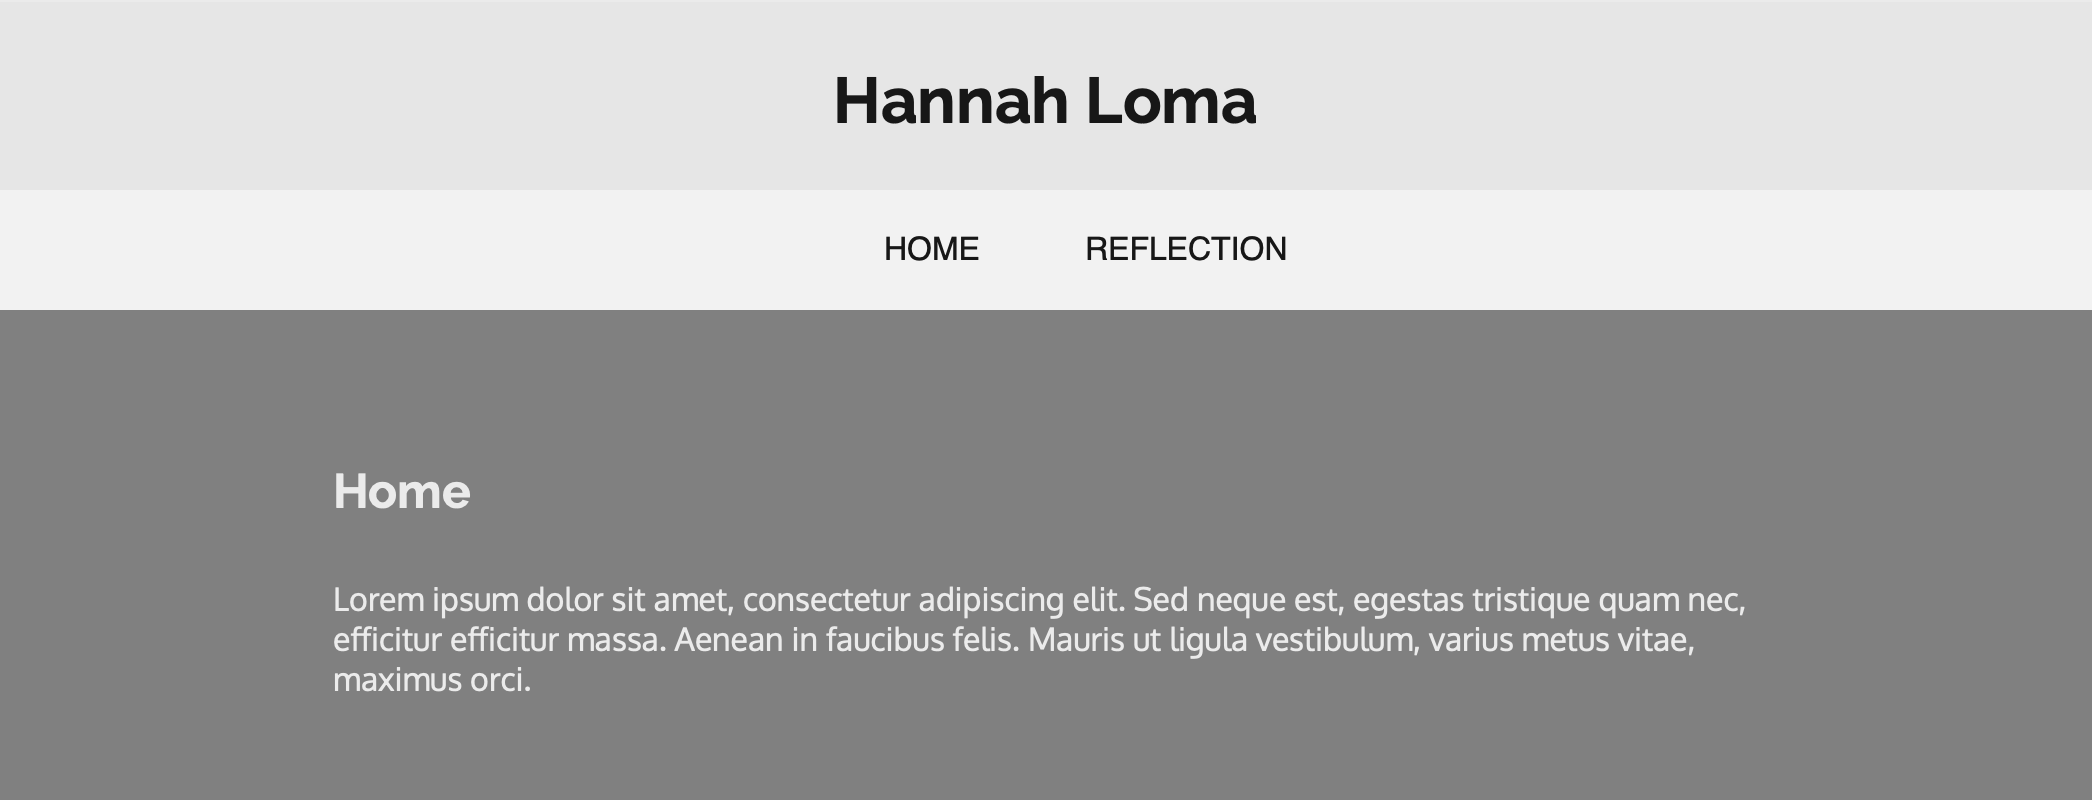 Hannah Loma
HOME REFLECTION
Home
Lorem ipsum dolor sit amet, consectetur adipiscing elit. Sed neque est, egestas tristique quam nec,
efficitur efficitur massa. Aenean in faucibus felis. Mauris ut ligula vestibulum, varius metus vitae,
maximus orci.